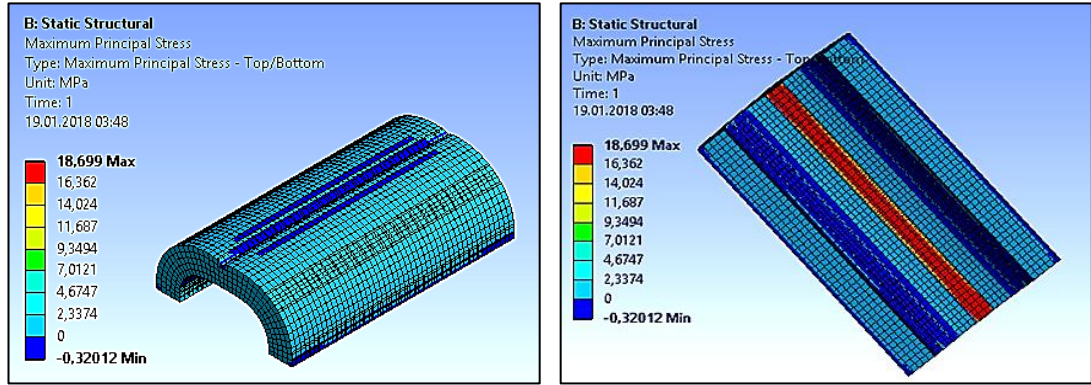 B: Static Structural
Maximum Principal Stress
Type: Maximum Principal Stress - Top/Bottom
Unit: MPa
Time: 1
19.01.2018 03:48
18,699 Max
16,362
14,024
11,687
9,3494
7,0121
4,6747
2,3374
0
-0,32012 Min
B: Static Structural
Maximum Principal Stress
Type: Maximum Principal Stress - Top/Bottom
Unit: MPa
Time: 1
19.01.2018 03:48
18,699 Max
16,362
14,024
11,687
9,3494
7,0121
4,6747
2,3374
0
-0,32012 Min